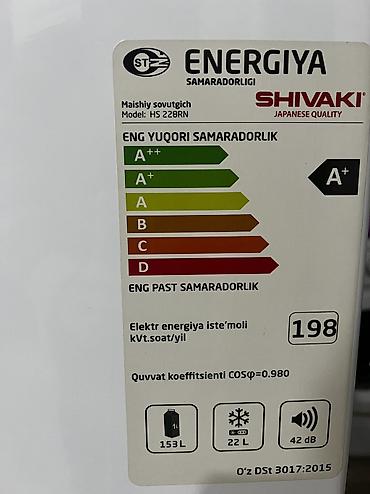 ST
ENERGIYA
SAMARADORLIGI
Maishiy sovutgich
Model: HS 228RN
SHIVAKI®
JAPANESE QUALITY
ENG YUQORI SAMARADORLIK
A++
A+
A
B
C
D
A+
ENG PAST SAMARADORLIK
Elektr energiya iste'moli
kVt.soat/yil
198
Quvvat koeffitsienti COSφ=0.980
153 L
22 L
42 dB
O'z DSt 3017:2015